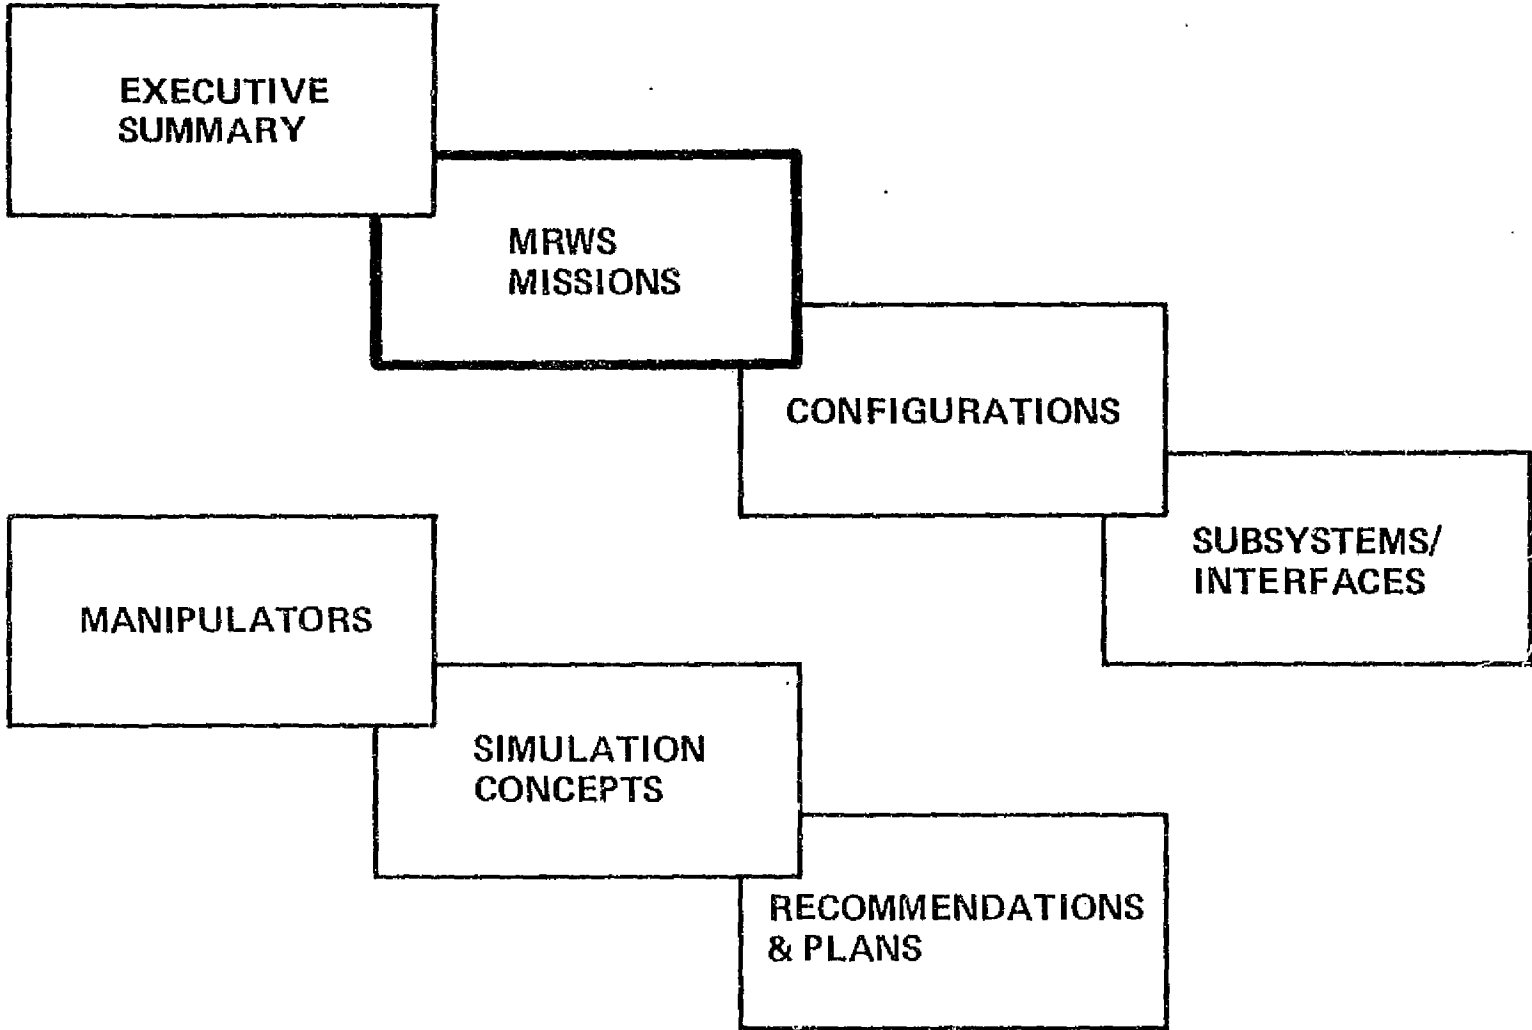 EXECUTIVE
SUMMARY
MRWS
MISSIONS
CONFIGURATIONS
SUBSYSTEMS/
INTERFACES
MANIPULATORS
SIMULATION
CONCEPTS
RECOMMENDATIONS
& PLANS